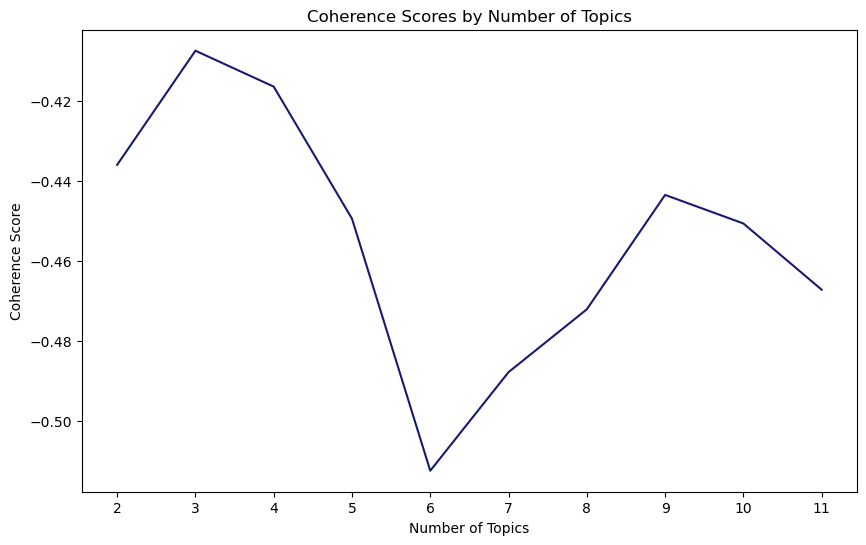 Coherence Scores by Number of Topics
−0.42
−0.44
−0.46
−0.48
−0.50
Coherence Score
2 3 4 5 6 7 8 9 10 11
Number of Topics